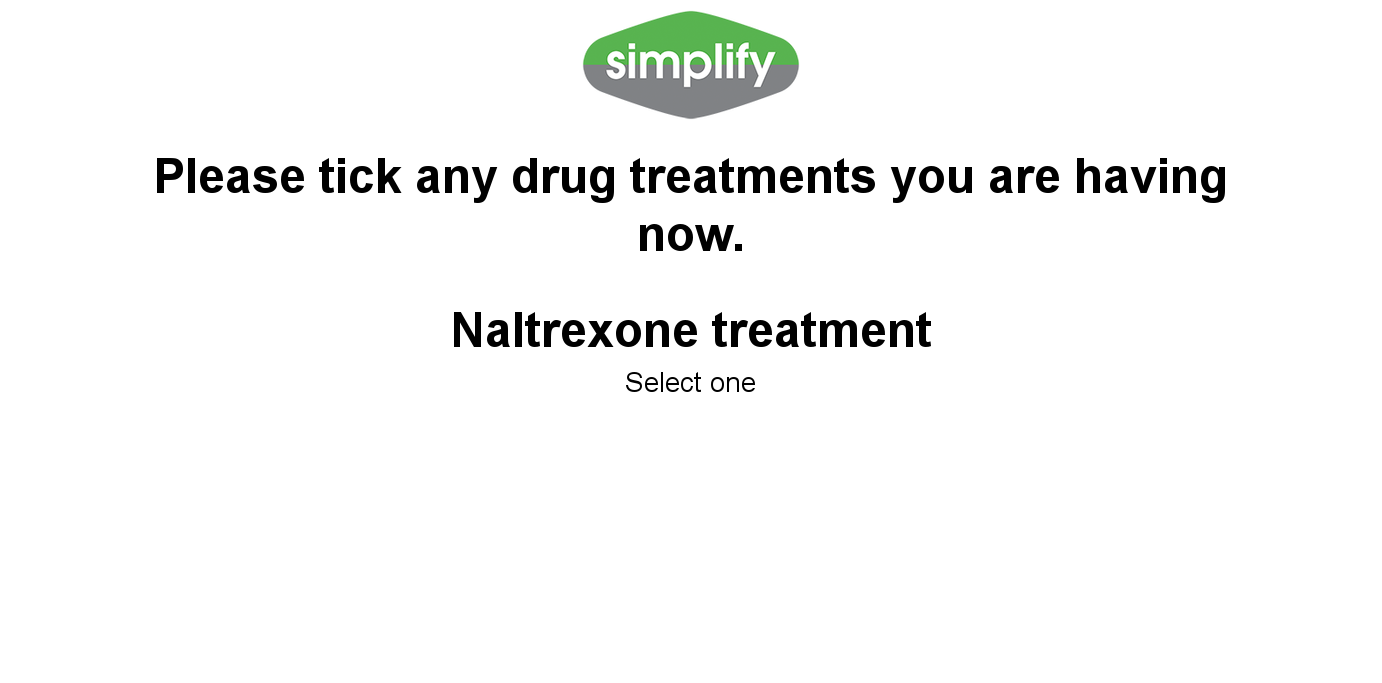 simplify
Please tick any drug treatments you are having
now.
Naltrexone treatment
Select one